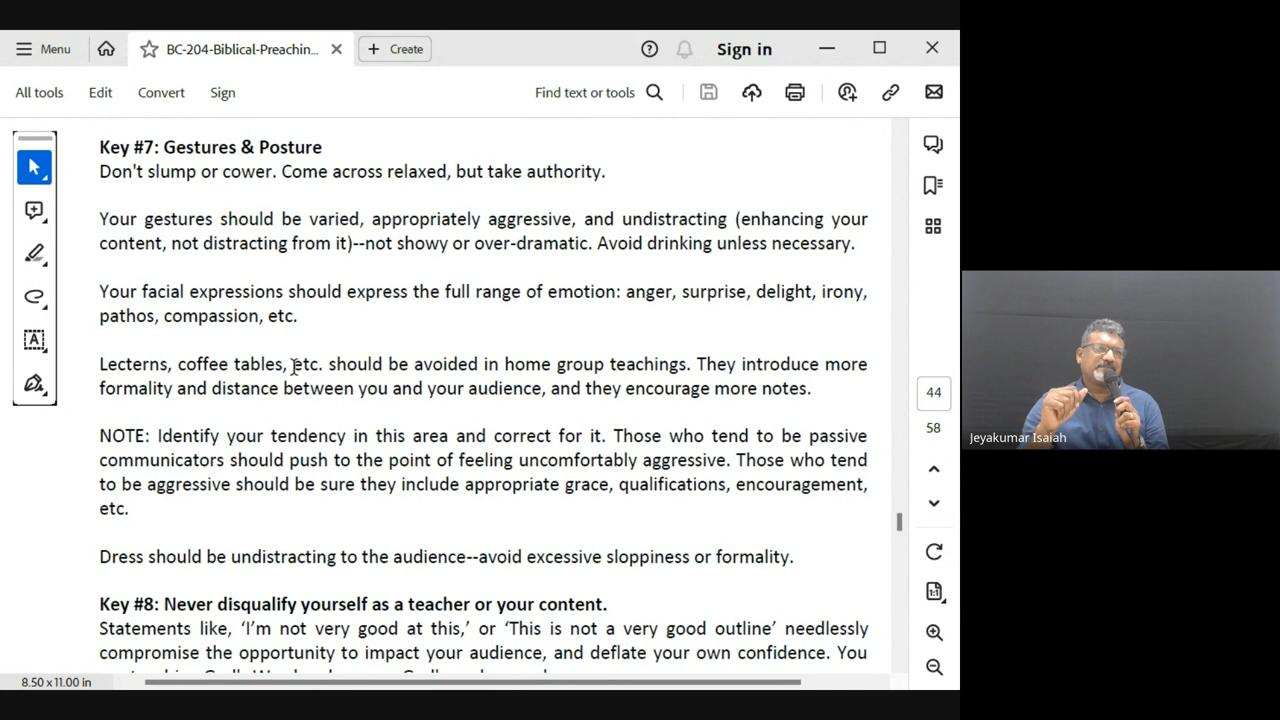 Menu
BC-204-Biblical-Preachin...
Create
Sign in
All tools
Edit
Convert
Sign
Find text or tools
Key #7: Gestures & Posture
Don't slump or cower. Come across relaxed, but take authority.
Your gestures should be varied, appropriately aggressive, and undistracting (enhancing your
content, not distracting from it)--not showy or over-dramatic. Avoid drinking unless necessary.
Your facial expressions should express the full range of emotion: anger, surprise, delight, irony,
pathos, compassion, etc.
Lecterns, coffee tables, etc. should be avoided in home group teachings. They introduce more
formality and distance between you and your audience, and they encourage more notes.
NOTE: Identify your tendency in this area and correct for it. Those who tend to be passive
communicators should push to the point of feeling uncomfortably aggressive. Those who tend
to be aggressive should be sure they include appropriate grace, qualifications, encouragement,
etc.
Dress should be undistracting to the audience--avoid excessive sloppiness or formality.
Key #8: Never disqualify yourself as a teacher or your content.
Statements like, ‘I’m not very good at this,’ or ‘This is not a very good outline’ needlessly
compromise the opportunity to impact your audience, and deflate your own confidence. You
44
58
8.50 x 11.00 in
Jeyakumar Isaiah